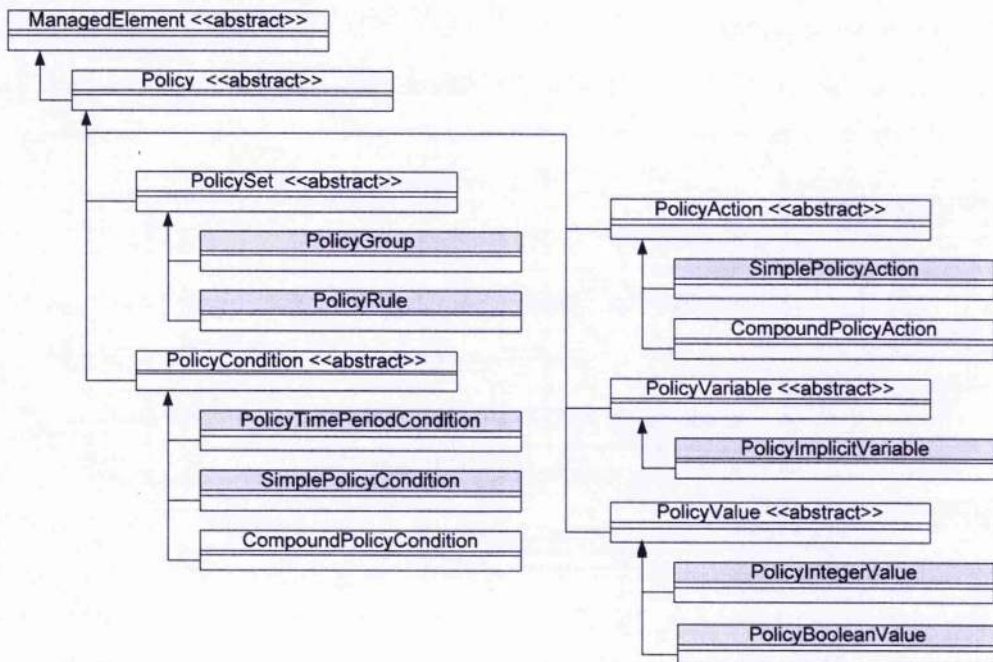 ManagedElement <<abstract>>
Policy <<abstract>>
PolicySet <<abstract>>
PolicyGroup
PolicyRule
PolicyCondition <<abstract>>
PolicyTimePeriodCondition
SimplePolicyCondition
CompoundPolicyCondition
PolicyAction <<abstract>>
SimplePolicyAction
CompoundPolicyAction
PolicyVariable <<abstract>>
PolicyImplicitVariable
PolicyValue <<abstract>>
PolicyIntegerValue
PolicyBooleanValue